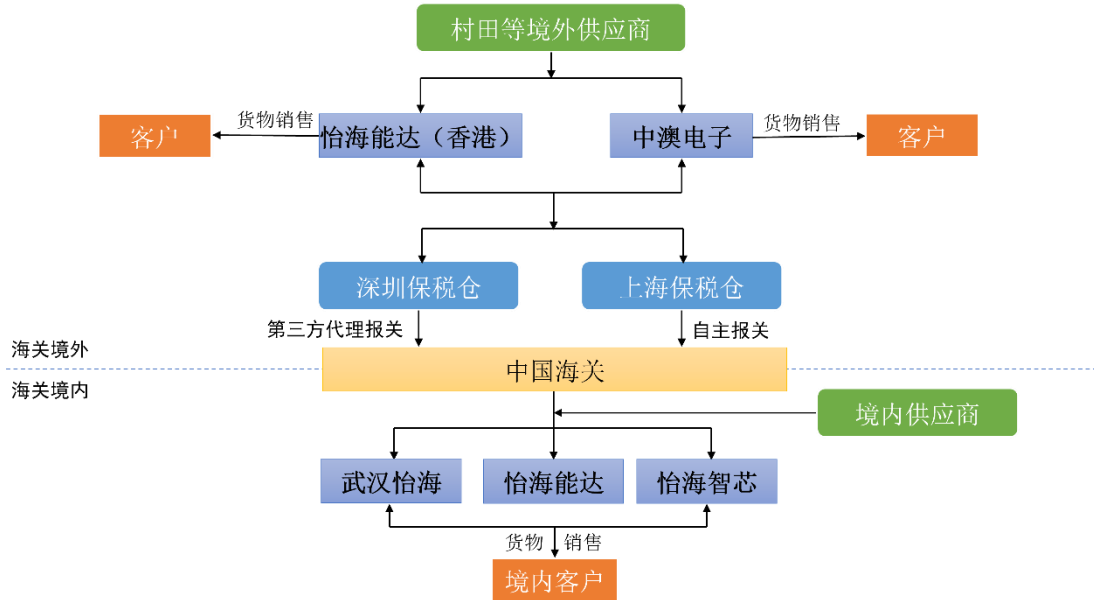 村田等境外供应商
货物销售
货物销售
客户
怡海能达（香港）
中澳电子
客户
深圳保税仓
上海保税仓
第三方代理报关
自主报关
海关境外
中国海关
海关境内
境内供应商
武汉怡海
怡海能达
怡海智芯
货物 销售
境内客户